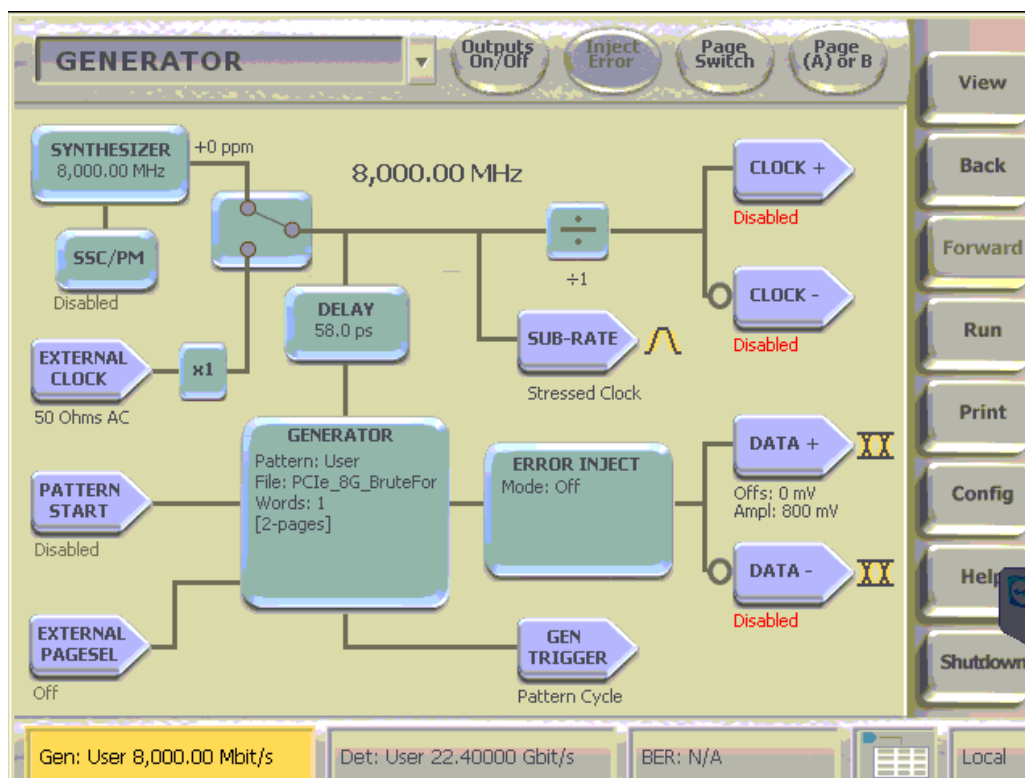 GENERATOR
Outputs
On/Off
Inject
Error
Page
Switch
Page
(A) or B
View
Back
Forward
Run
Print
Config
Help
Shutdown
SYNTHESIZER
8,000.00 MHz
+0 ppm
8,000.00 MHz
SSC/PM
Disabled
÷
÷1
CLOCK +
Disabled
CLOCK -
Disabled
DELAY
58.0 ps
SUB-RATE
Stressed Clock
EXTERNAL
CLOCK
50 Ohms AC
x1
GENERATOR
Pattern: User
File: PCIe_8G_BruteFor
Words: 1
[2-pages]
ERROR INJECT
Mode: Off
DATA +
Offs: 0 mV
Ampl: 800 mV
DATA -
Disabled
PATTERN
START
Disabled
EXTERNAL
PAGESEL
Off
GEN
TRIGGER
Pattern Cycle
Gen: User 8,000.00 Mbit/s
Det: User 22.40000 Gbit/s
BER: N/A
Local